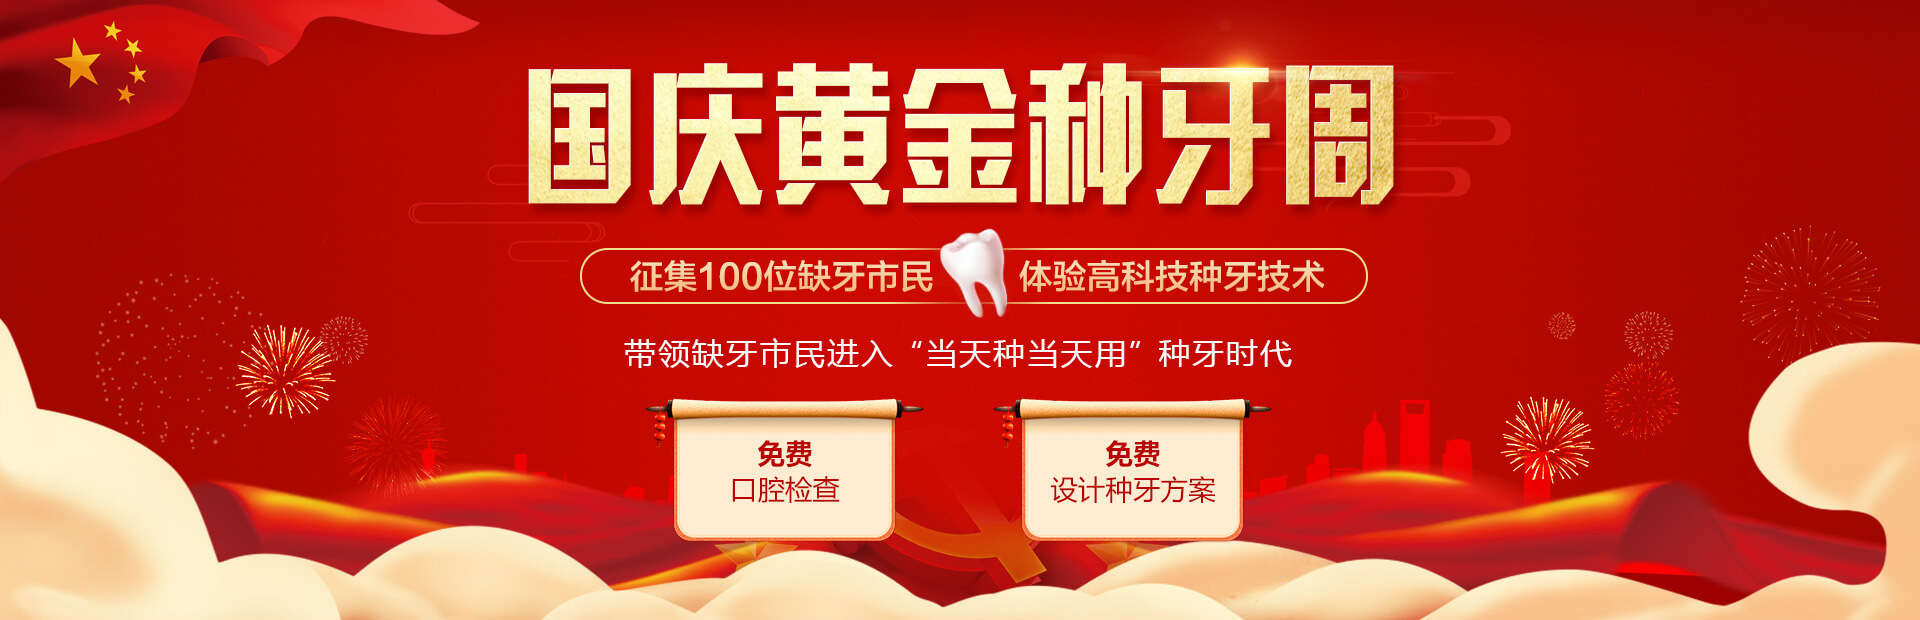 国庆黄金种牙周
征集100位缺牙市民 体验高科技种牙技术
带领缺牙市民进入“当天种当天用”种牙时代
免费
口腔检查
免费
设计种牙方案